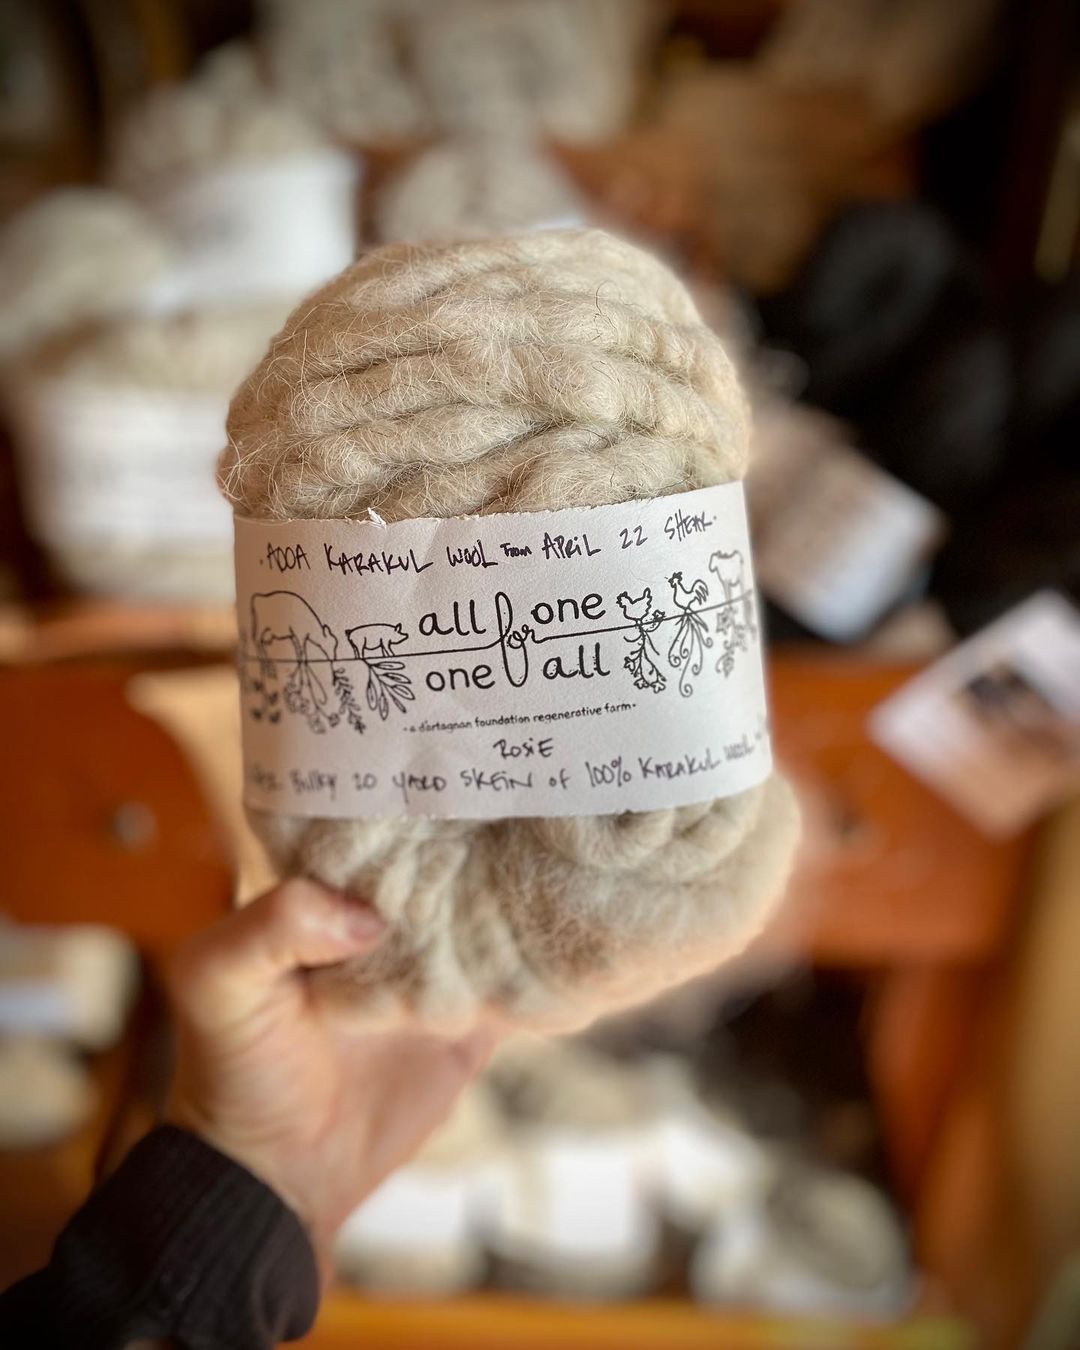 ·ADDA KARAKUL WOOL From APRiL 22 SHEAR·
all for one
one all
·a d'artagnan foundation regenerative farm·
ROSiE
Bulky 20 YARD SKEiN of 100% KARAKUL WOOL